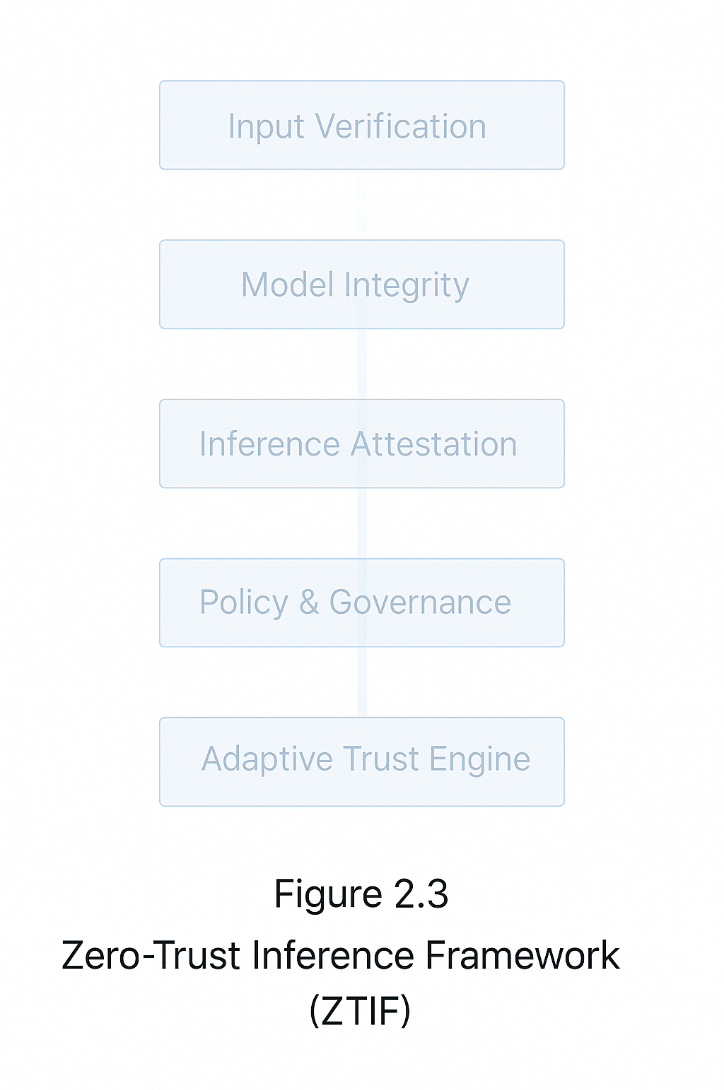 Input Verification
Model Integrity
Inference Attestation
Policy & Governance
Adaptive Trust Engine
Figure 2.3
Zero-Trust Inference Framework
(ZTIF)